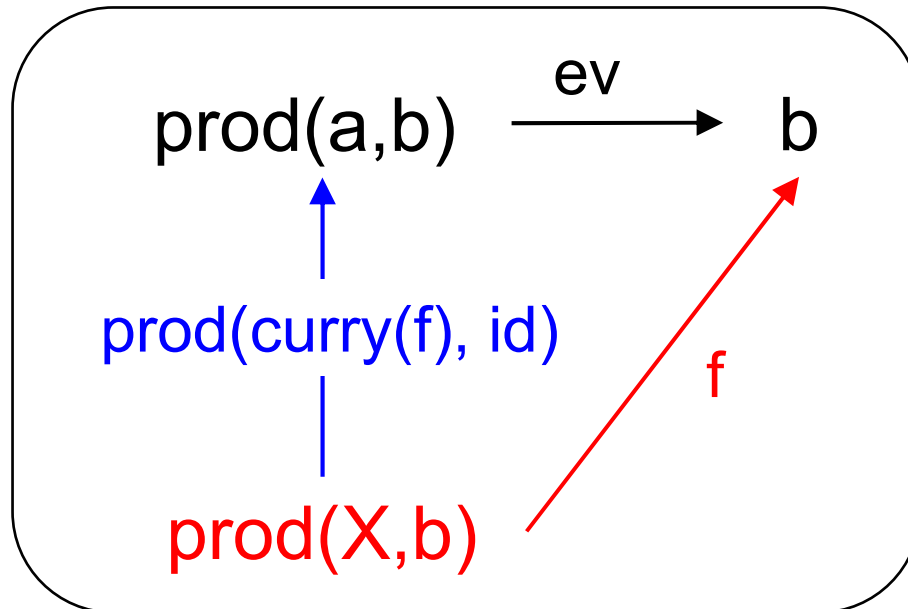 ev
prod(a,b) b
prod(curry(f), id)
f
prod(X,b)